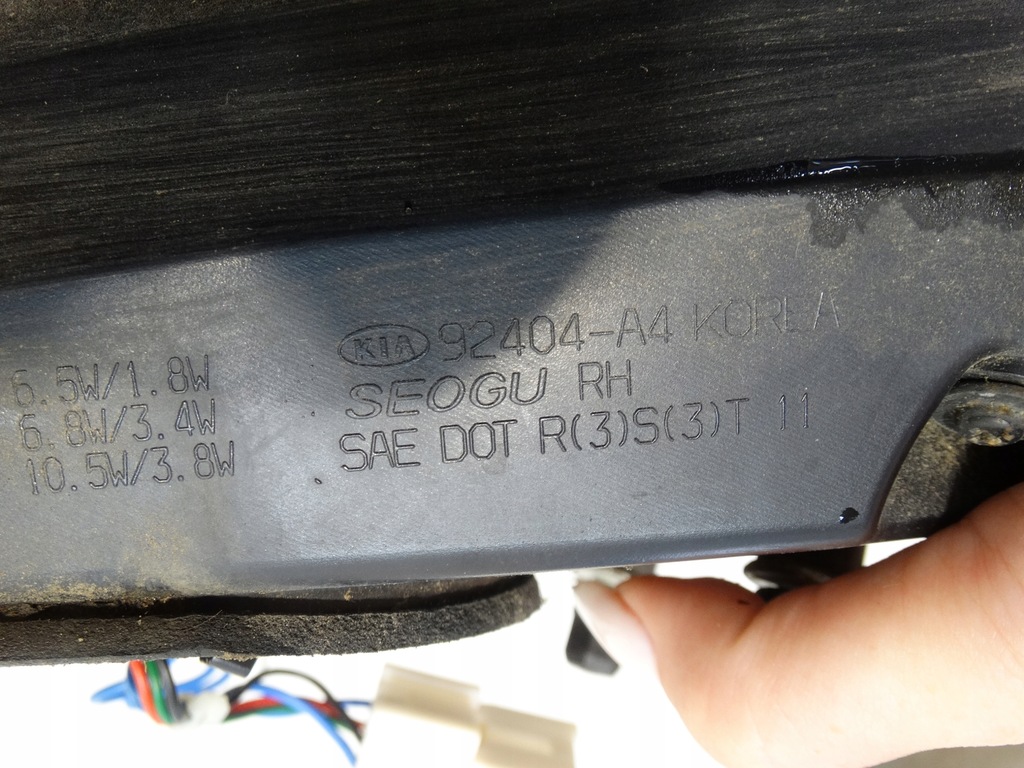 6.5W/1.8W
6.8W/3.4W
10.5W/3.8W
KIA 92404-A4 KOREA
SEOGU RH
SAE DOT R(3)S(3)T 11